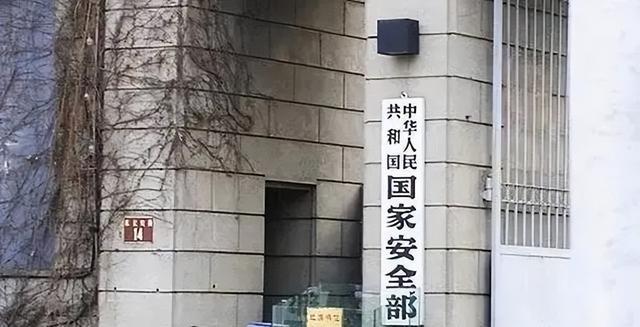 中华人民
共和国
国家安全部
14